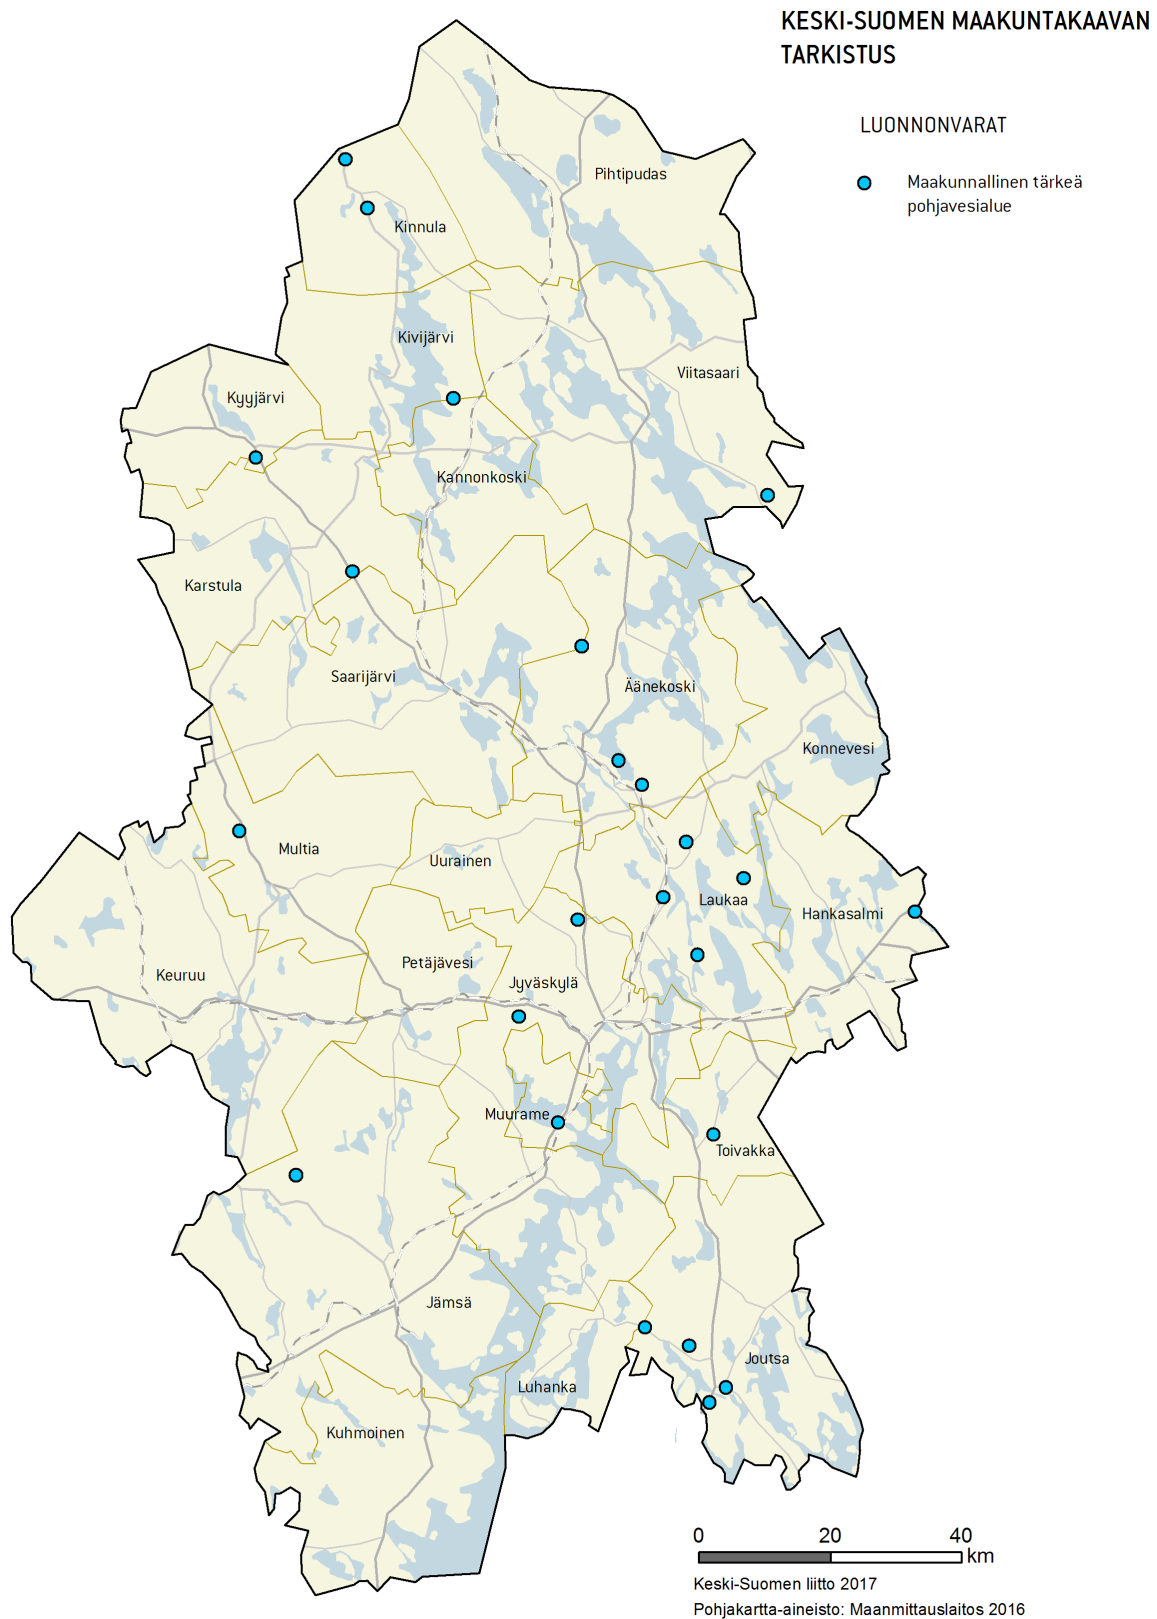 KESKI-SUOMEN MAAKUNTAKAAVAN
TARKISTUS
LUONNONVARAT
Maakunnallinen tärkeä
pohjavesialue
Pihtipudas
Kinnula
Kivijärvi
Viitasaari
Kyyjärvi
Kannonkoski
Karstula
Saarijärvi
Äänekoski
Konnevesi
Multia
Uurainen
Laukaa
Hankasalmi
Keuruu
Petäjävesi
Jyväskylä
Muurame
Toivakka
Jämsä
Joutsa
Luhanka
Kuhmoinen
0 20 40
km
Keski-Suomen liitto 2017
Pohjakartta-aineisto: Maanmittauslaitos 2016